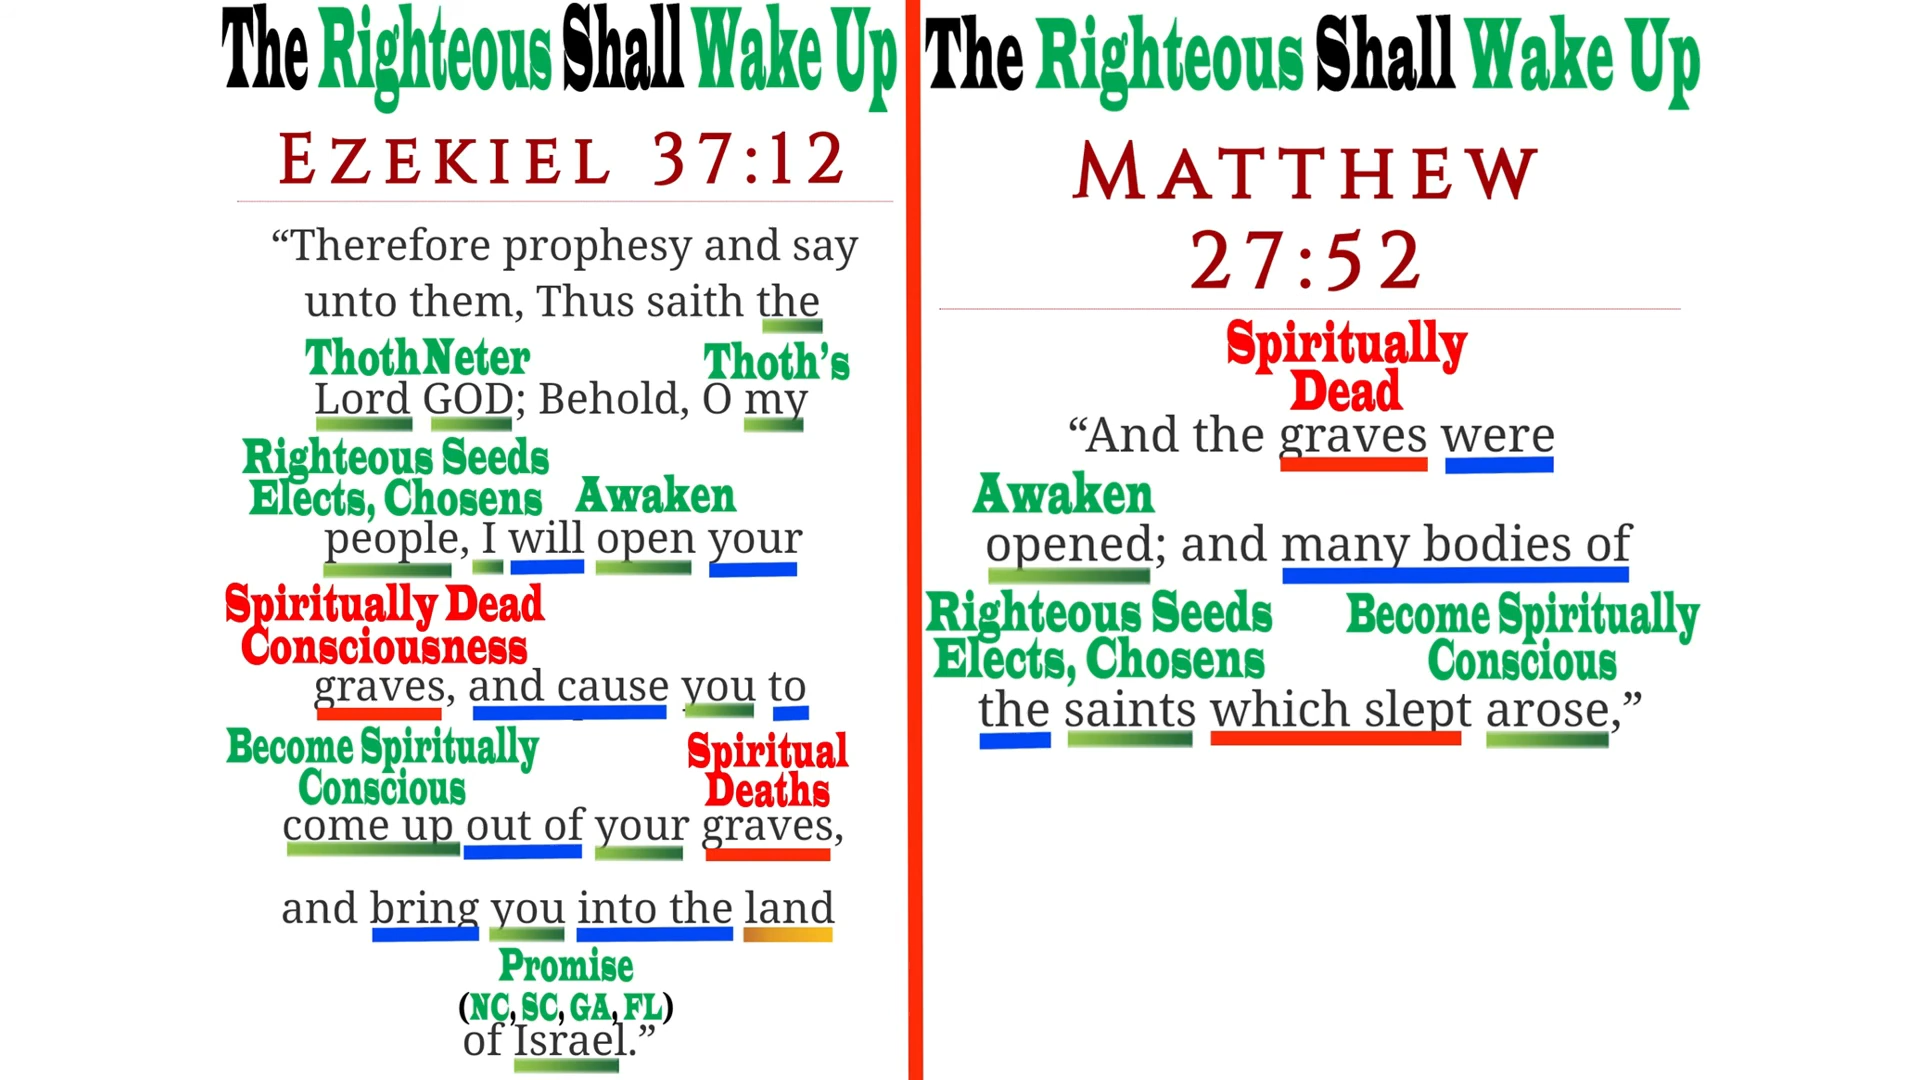 The Righteous Shall Wake Up
EZEKIEL 37:12
“Therefore prophesy and say
unto them, Thus saith the
Thoth Neter Thoth’s
Lord GOD; Behold, O my
Righteous Seeds
Elects, Chosens Awaken
people, I will open your
Spiritually Dead
Consciousness
graves, and cause you to
Become Spiritually Spiritual
Conscious Deaths
come up out of your graves,
and bring you into the land
Promise
(NC, SC, GA, FL)
of Israel.”
The Righteous Shall Wake Up
MATTHEW
27:52
Spiritually
Dead
“And the graves were
Awaken
opened; and many bodies of
Righteous Seeds Become Spiritually
Elects, Chosens Conscious
the saints which slept arose,”